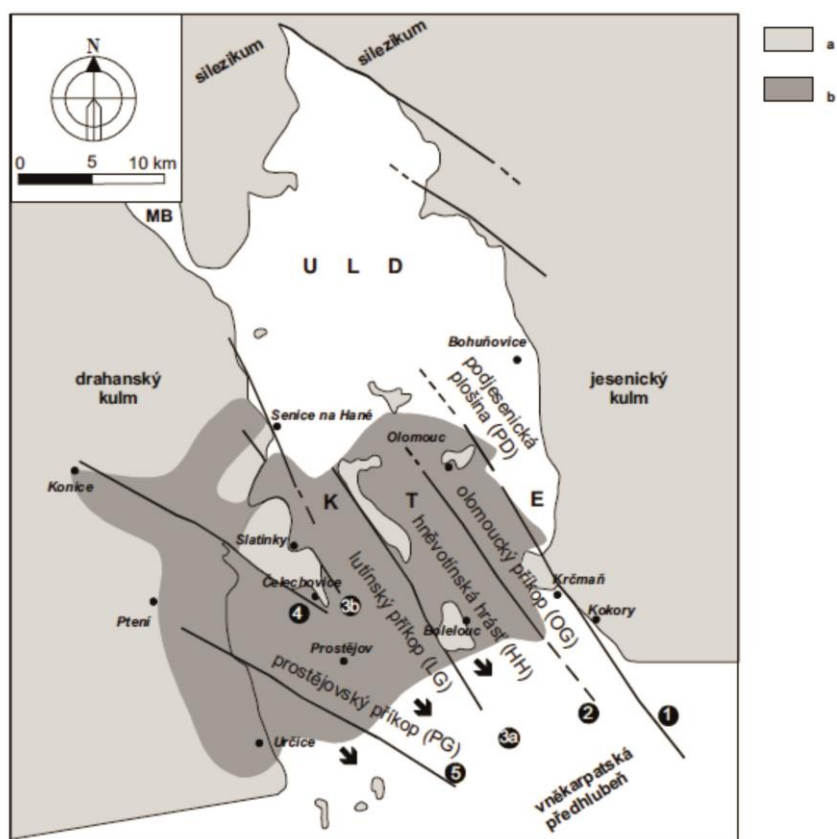 N
0 5 10 km
silezikum
silezikum
a
b
MB
U L D
Bohuňovice
drahanský
kulm
jesenický
kulm
podjesenická
plošina (PD)
Senice na Hané
Olomouc
Konice
K T E
Slatinky
olomoucký příkop (OG)
hněvotínská hrásť (HH)
lutínský příkop (LG)
Čelechovice
Krčmaň
Kokory
4
3b
Ptení
Bolelouc
Prostějov
prostějovský příkop (PG)
Určice
1
2
3a
5
vněkarpatská
předhlubeň